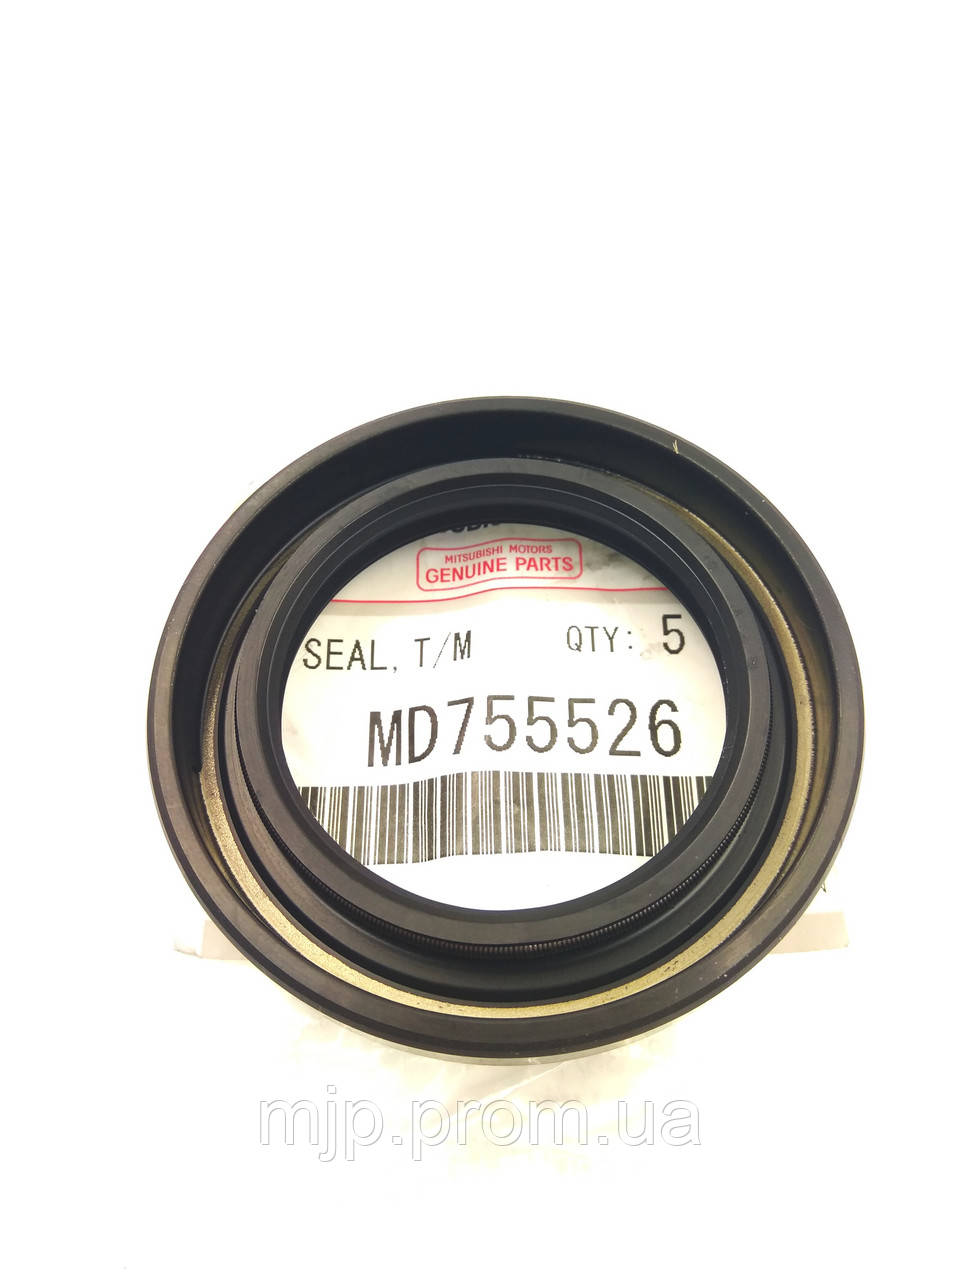 MITSUBISHI MOTORS
GENUINE PARTS
SEAL, T/M QTY: 5
MD755526
mjp.prom.ua